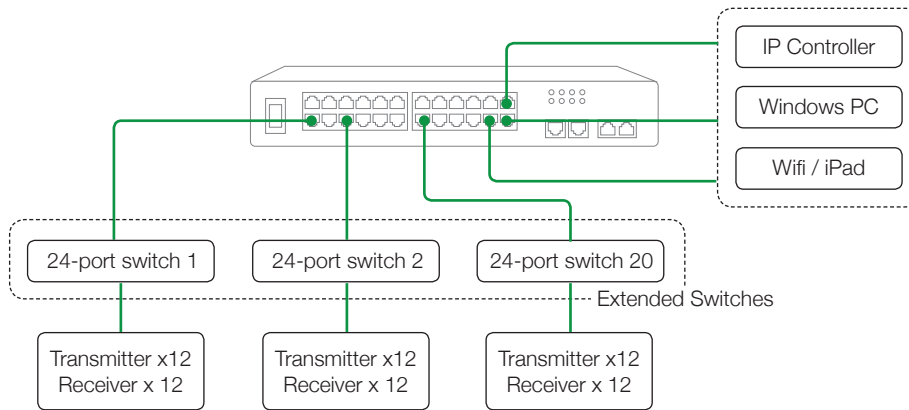 IP Controller
Windows PC
Wifi / iPad
24-port switch 1
24-port switch 2
24-port switch 20
Extended Switches
Transmitter x12
Receiver x 12
Transmitter x12
Receiver x 12
Transmitter x12
Receiver x 12